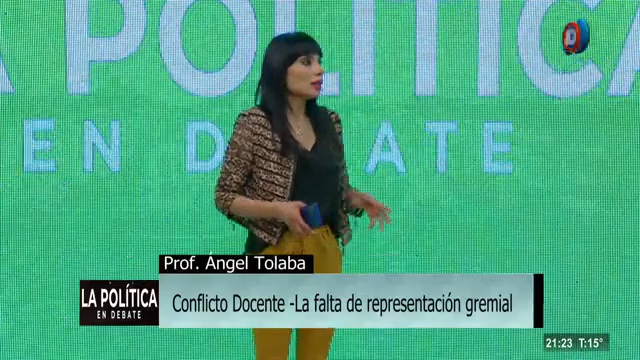 A POLÍTICA
EN DEBATE
Prof. Ángel Tolaba
LA POLÍTICA
EN DEBATE
Conflicto Docente -La falta de representación gremial
21:23 T:15°